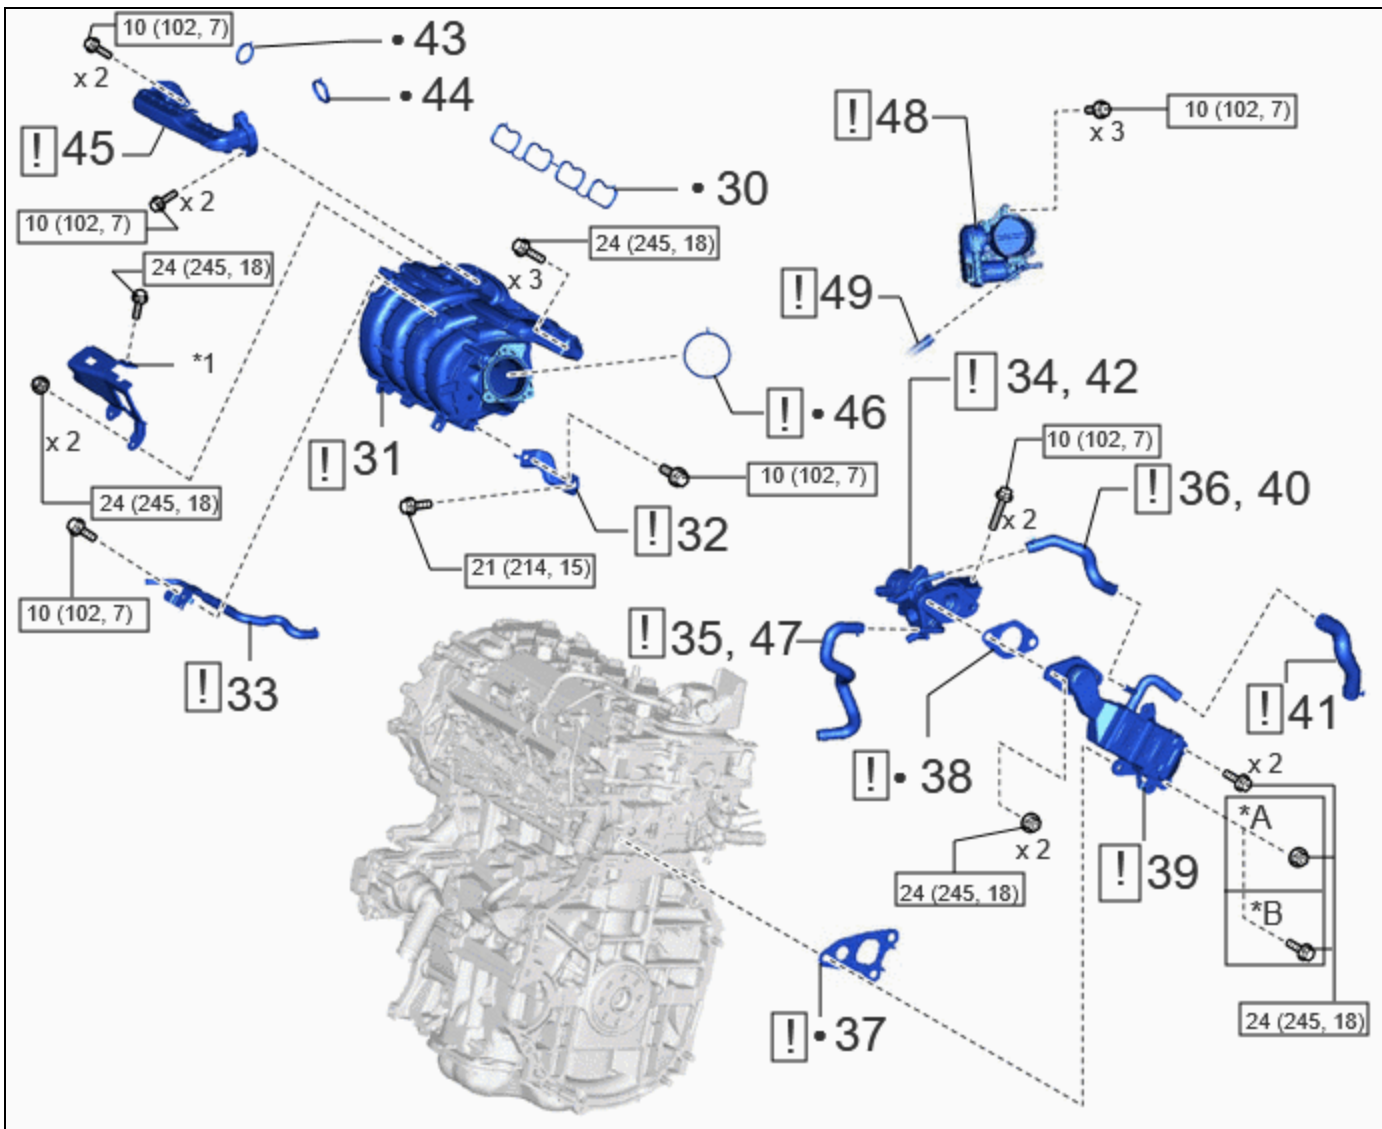 10 (102, 7)
x 2
• 43
• 44
! 45
x 2
10 (102, 7)
• 30
! 48
x 3
10 (102, 7)
24 (245, 18)
x 3
24 (245, 18)
! 49
*1
x 2
! 31
! • 46
! 34, 42
10 (102, 7)
x 2
! 36, 40
24 (245, 18)
10 (102, 7)
! 32
21 (214, 15)
10 (102, 7)
! 33
! 35, 47
! 41
! • 38
x 2
24 (245, 18)
x 2
! 39
*A
*B
24 (245, 18)
! • 37